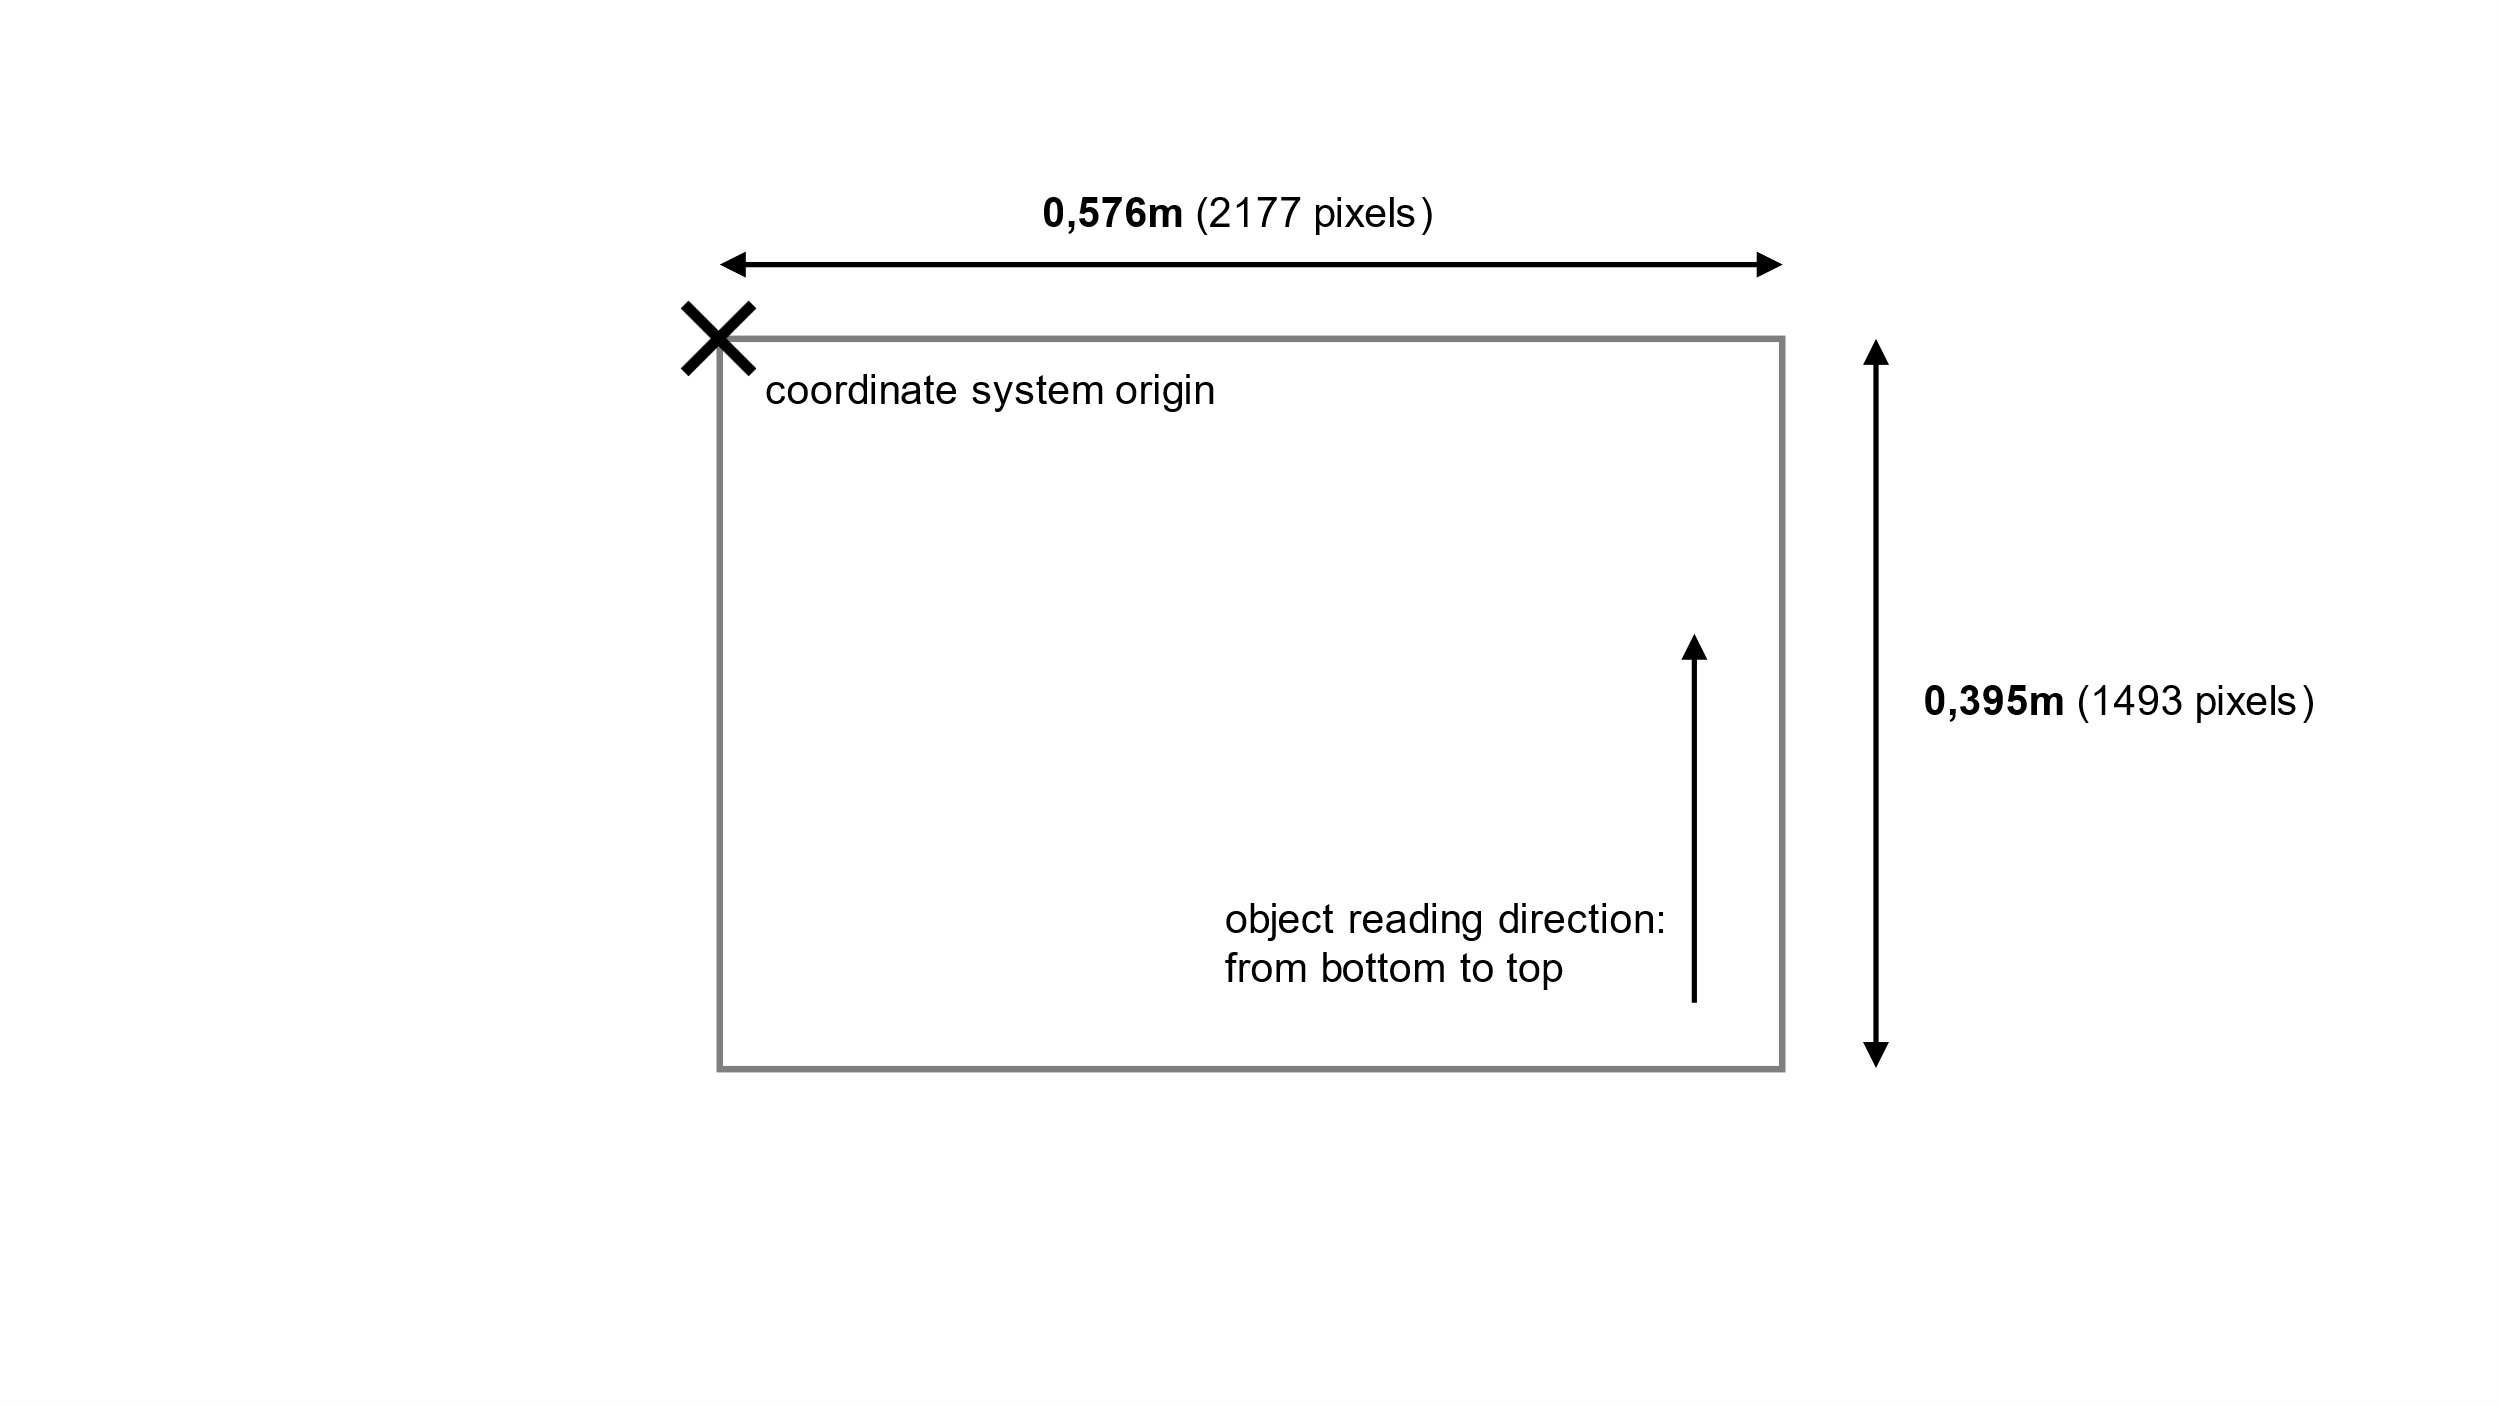 0,576m (2177 pixels)
coordinate system origin
0,395m (1493 pixels)
object reading direction:
from bottom to top